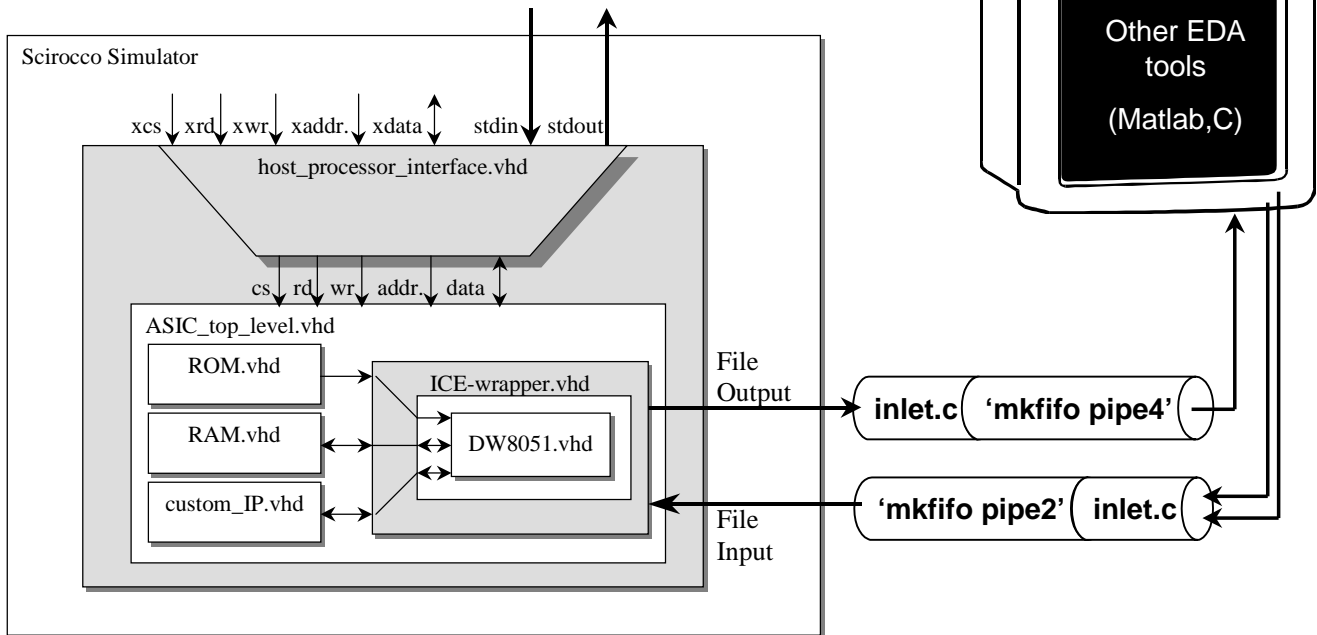 Other EDA
tools
(Matlab,C)
Scirocco Simulator
xcs xrd xwr xaddr. xdata stdin stdout
host_processor_interface.vhd
cs rd wr addr. data
ASIC_top_level.vhd
ROM.vhd
ICE-wrapper.vhd
RAM.vhd
DW8051.vhd
custom_IP.vhd
File
Output
inlet.c 'mkfifo pipe4'
'mkfifo pipe2' inlet.c
File
Input